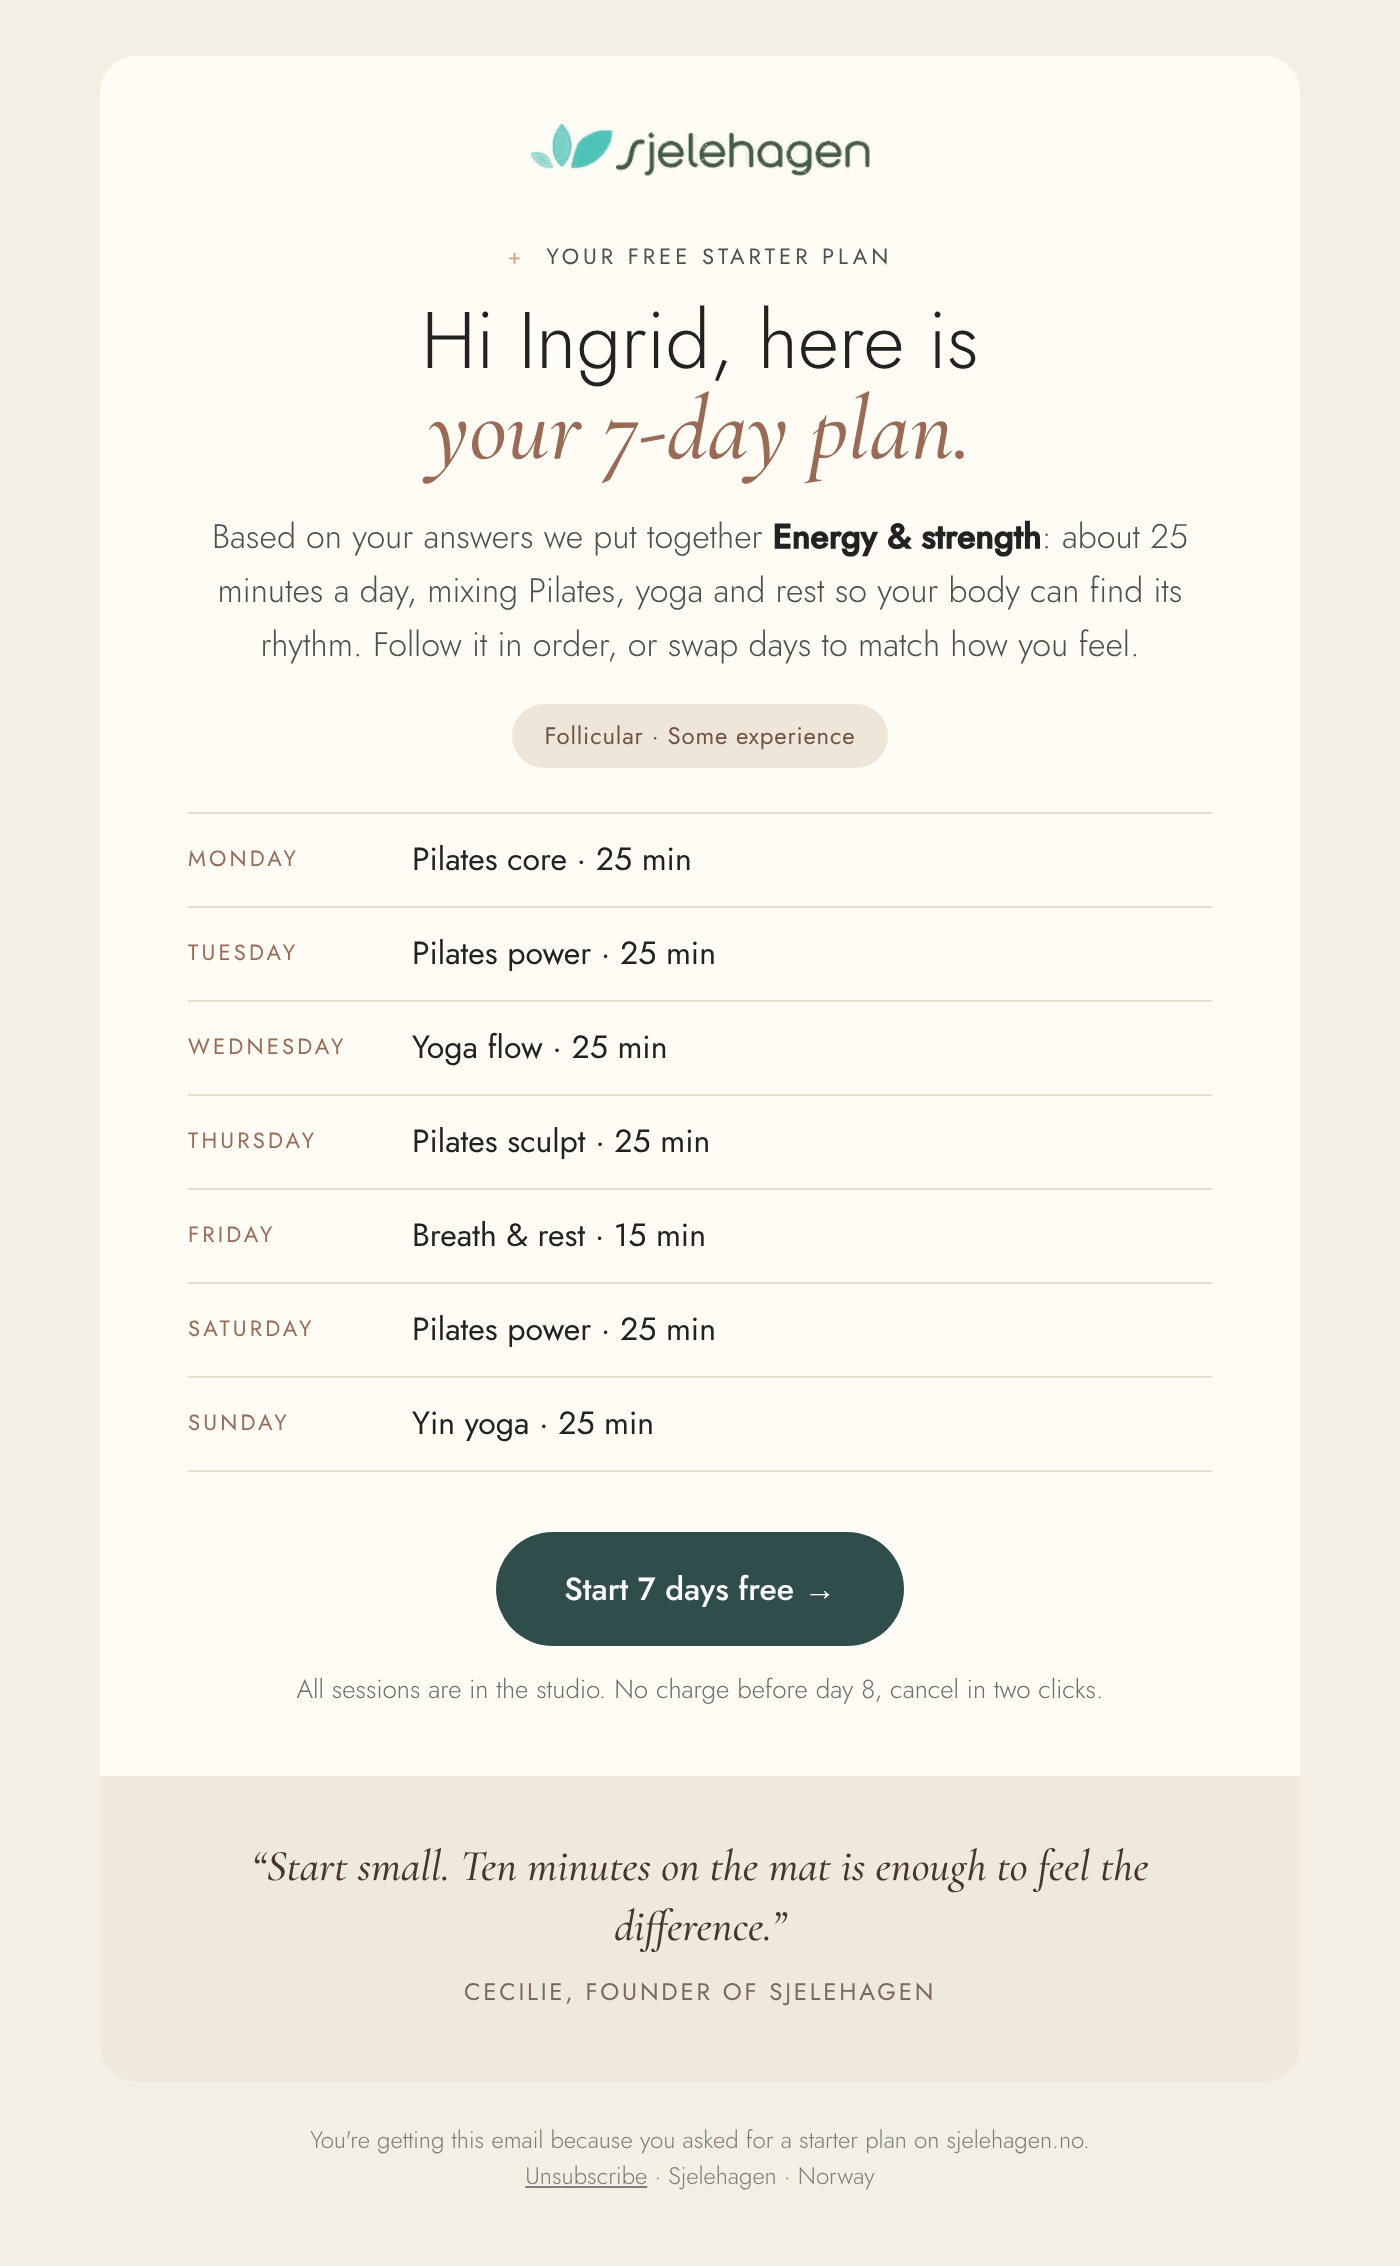 sjelehagen
+ YOUR FREE STARTER PLAN
Hi Ingrid, here is
your 7-day plan.
Based on your answers we put together Energy & strength: about 25
minutes a day, mixing Pilates, yoga and rest so your body can find its
rhythm. Follow it in order, or swap days to match how you feel.
Follicular · Some experience
MONDAY Pilates core · 25 min
TUESDAY Pilates power · 25 min
WEDNESDAY Yoga flow · 25 min
THURSDAY Pilates sculpt · 25 min
FRIDAY Breath & rest · 15 min
SATURDAY Pilates power · 25 min
SUNDAY Yin yoga · 25 min
Start 7 days free →
All sessions are in the studio. No charge before day 8, cancel in two clicks.
“Start small. Ten minutes on the mat is enough to feel the
difference.”
CECILIE, FOUNDER OF SJELEHAGEN
You're getting this email because you asked for a starter plan on sjelehagen.no.
Unsubscribe · Sjelehagen · Norway